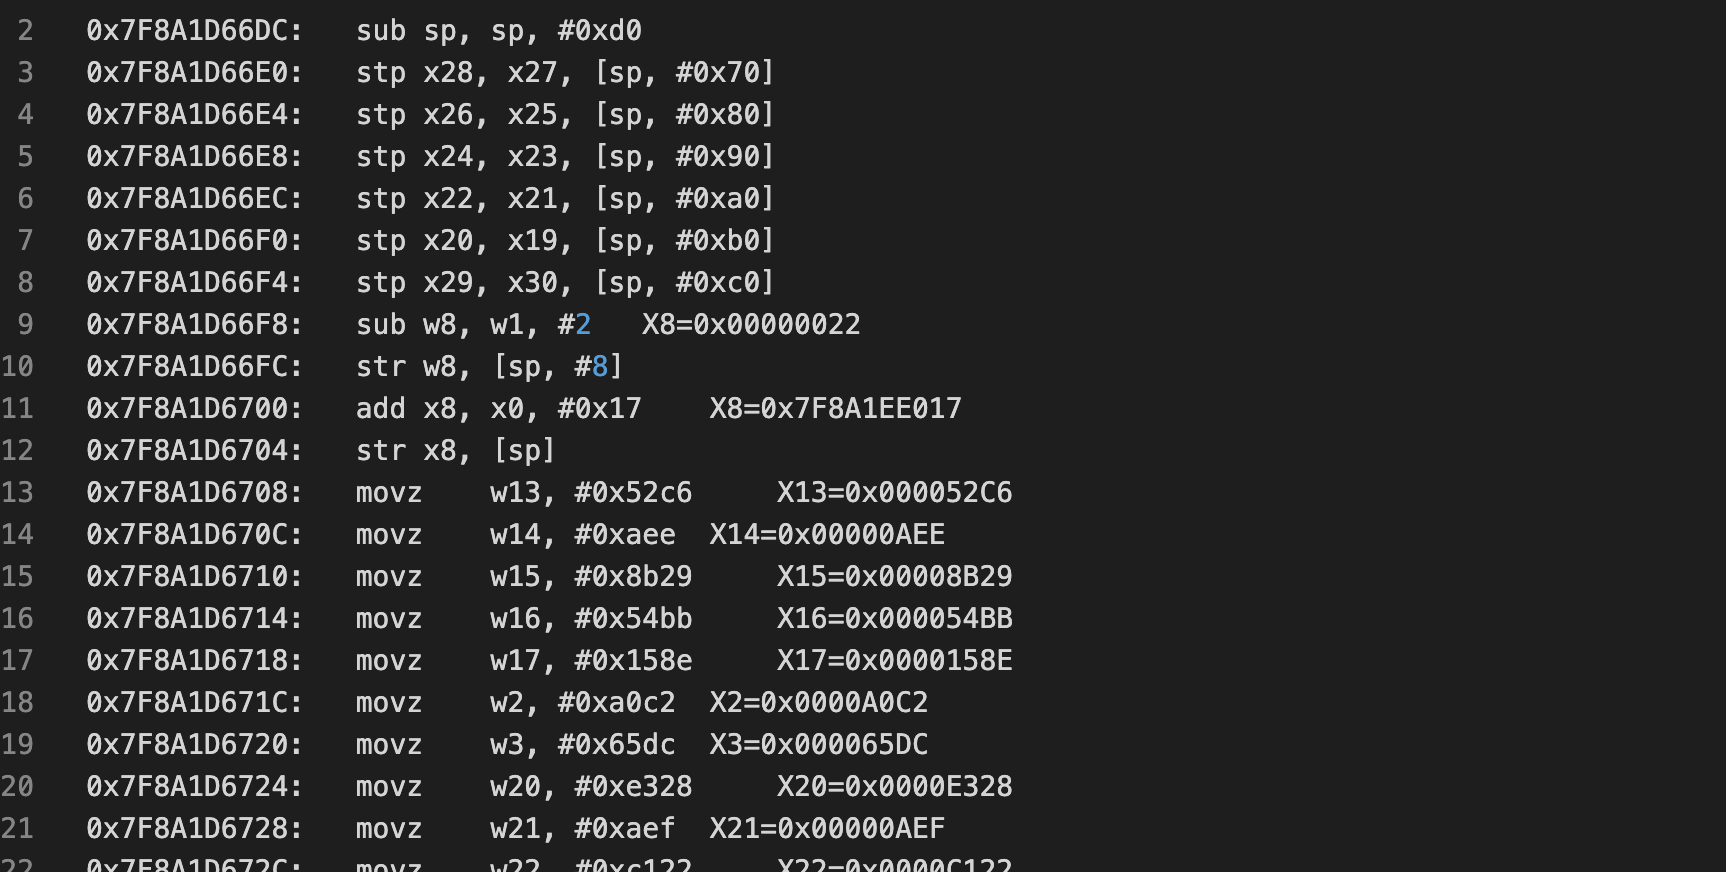 2 0x7F8A1D66DC: sub sp, sp, #0xd0
3 0x7F8A1D66E0: stp x28, x27, [sp, #0x70]
4 0x7F8A1D66E4: stp x26, x25, [sp, #0x80]
5 0x7F8A1D66E8: stp x24, x23, [sp, #0x90]
6 0x7F8A1D66EC: stp x22, x21, [sp, #0xa0]
7 0x7F8A1D66F0: stp x20, x19, [sp, #0xb0]
8 0x7F8A1D66F4: stp x29, x30, [sp, #0xc0]
9 0x7F8A1D66F8: sub w8, w1, #2 X8=0x00000022
10 0x7F8A1D66FC: str w8, [sp, #8]
11 0x7F8A1D6700: add x8, x0, #0x17 X8=0x7F8A1EE017
12 0x7F8A1D6704: str x8, [sp]
13 0x7F8A1D6708: movz w13, #0x52c6 X13=0x000052C6
14 0x7F8A1D670C: movz w14, #0xaee X14=0x00000AEE
15 0x7F8A1D6710: movz w15, #0x8b29 X15=0x00008B29
16 0x7F8A1D6714: movz w16, #0x54bb X16=0x000054BB
17 0x7F8A1D6718: movz w17, #0x158e X17=0x0000158E
18 0x7F8A1D671C: movz w2, #0xa0c2 X2=0x0000A0C2
19 0x7F8A1D6720: movz w3, #0x65dc X3=0x000065DC
20 0x7F8A1D6724: movz w20, #0xe328 X20=0x0000E328
21 0x7F8A1D6728: movz w21, #0xaef X21=0x00000AEF
22 0x7F8A1D672C: movz w22, #0xc122 X22=0x0000C122